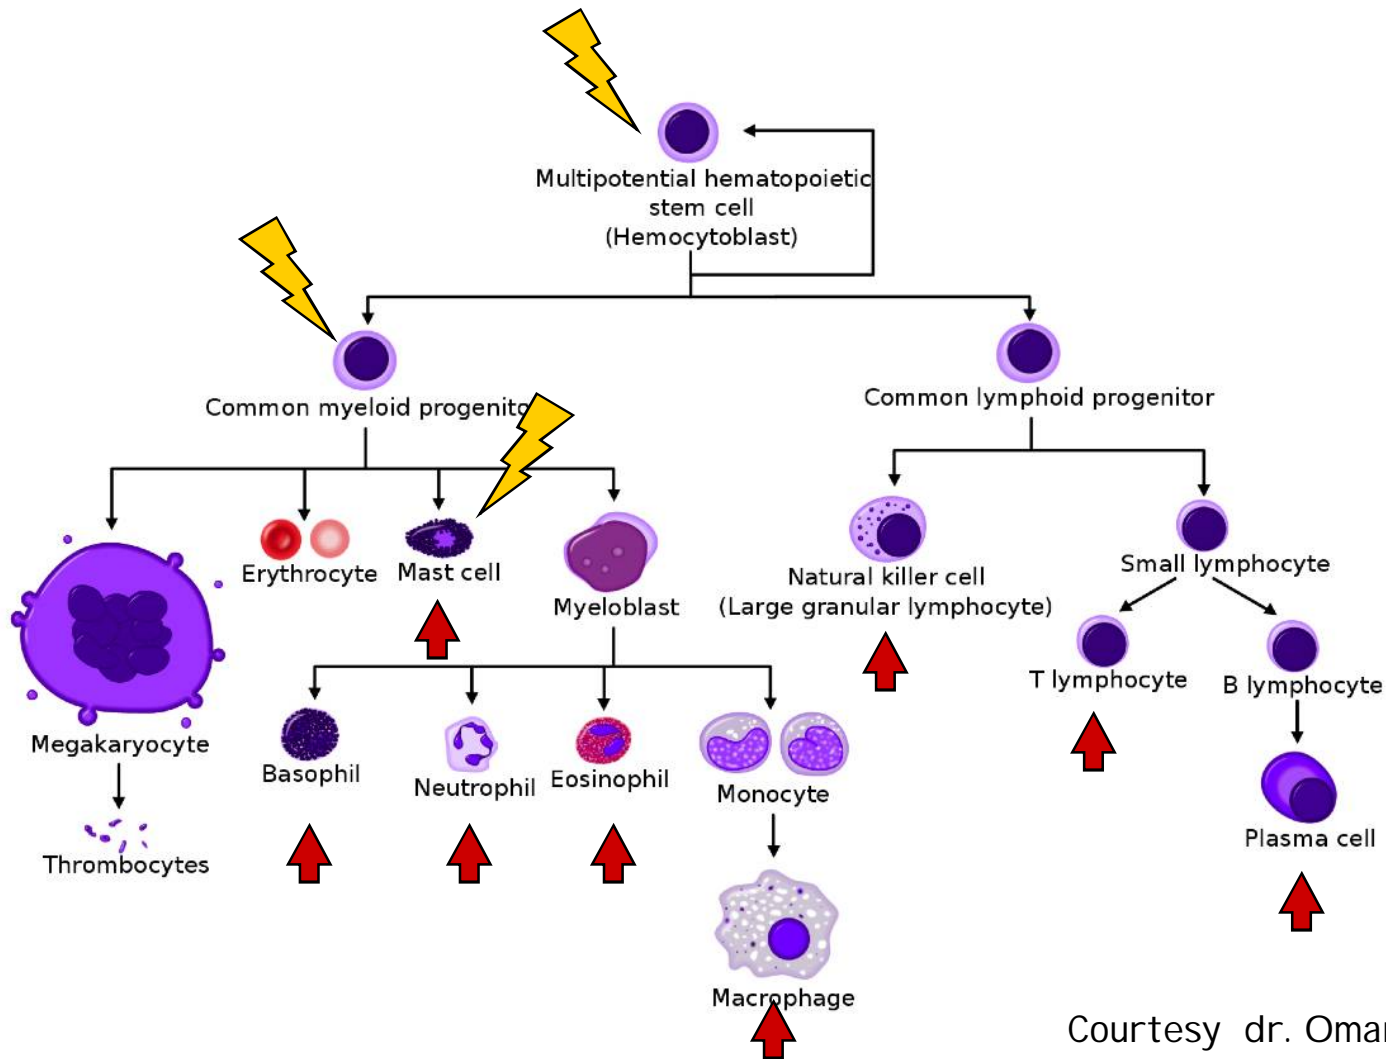 Multipotential hematopoietic
stem cell
(Hemocytoblast)
Common myeloid progenito
Common lymphoid progenitor
Erythrocyte
Mast cell
Myeloblast
Natural killer cell
(Large granular lymphocyte)
Small lymphocyte
T lymphocyte
B lymphocyte
Megakaryocyte
Basophil
Neutrophil
Eosinophil
Monocyte
Plasma cell
Thrombocytes
Macrophage
Courtesy dr. Omar